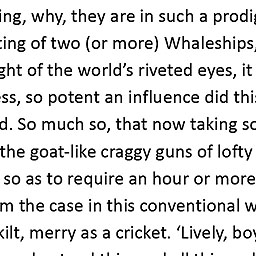 ing, why, they are in such a prodi
ting of two (or more) Whaleships,
ght of the world’s riveted eyes, it
ess, so potent an influence did thi
d. So much so, that now taking so
the goat-like craggy guns of lofty
so as to require an hour or more
m the case in this conventional w
kilt, merry as a cricket. ‘Lively, boy